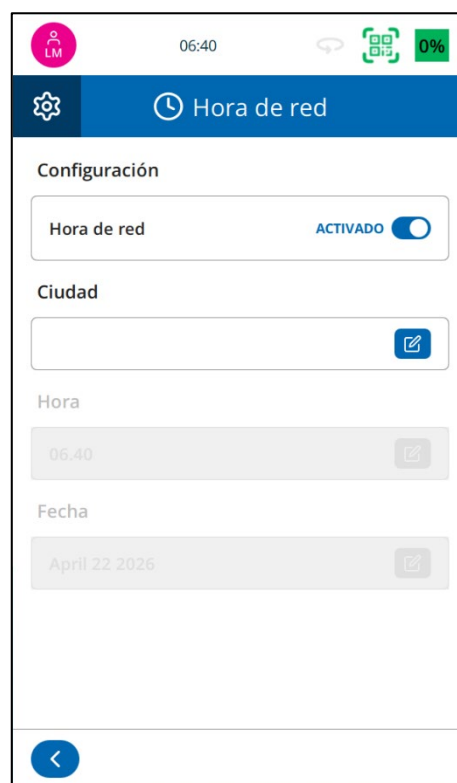 LM
06:40
0%
Hora de red
Configuración
Hora de red ACTIVADO
Ciudad
Hora
06.40
Fecha
April 22 2026